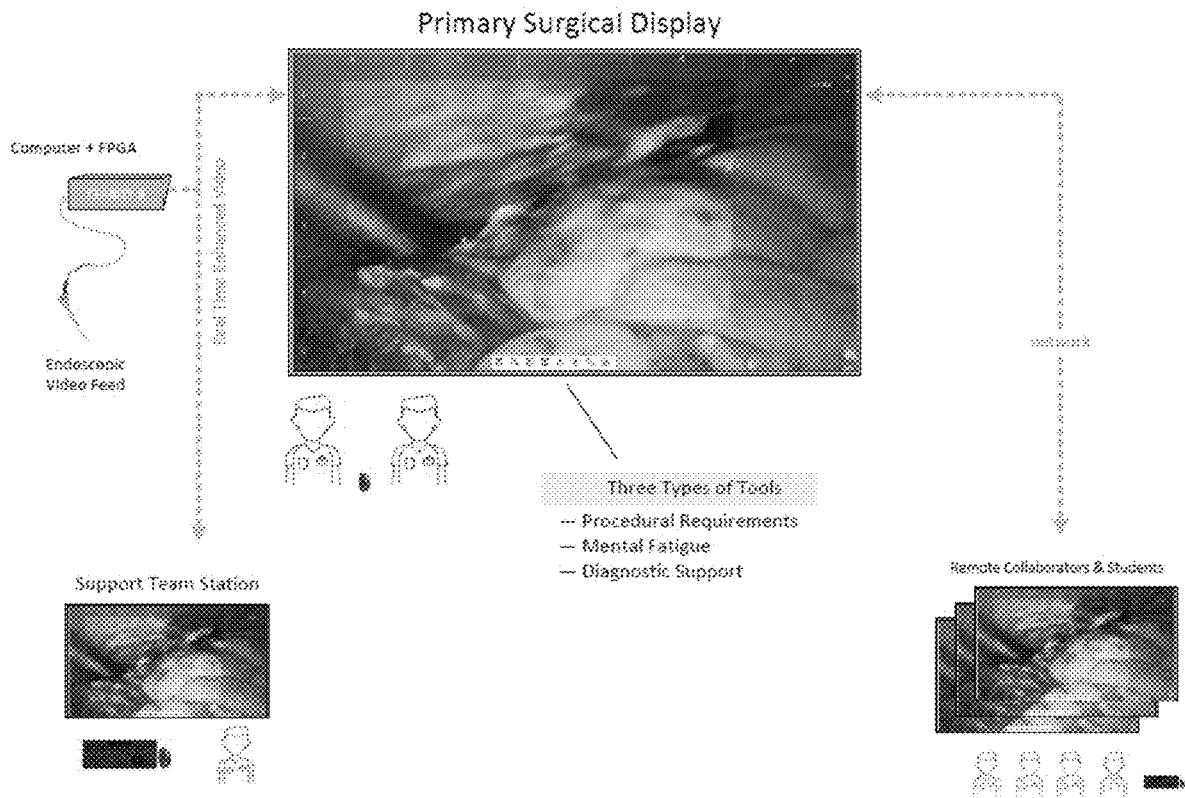 Primary Surgical Display
Computer + FPGA
Real Time Enhanced Video
Endoscopic
Video Feed
network
Three Types of Tools
--- Procedural Requirements
— Mental Fatigue
— Diagnostic Support
Support Team Station
Remote Collaborators & Students